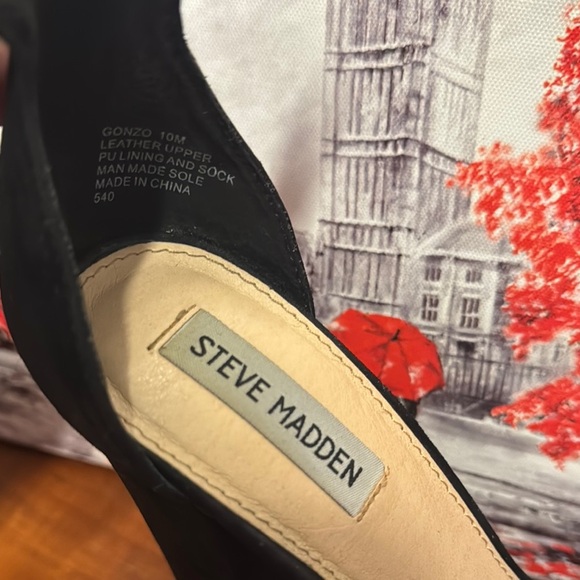 GONZO 10M
LEATHER UPPER
PU LINING AND SOCK
MAN MADE SOLE
MADE IN CHINA
540
STEVE MADDEN